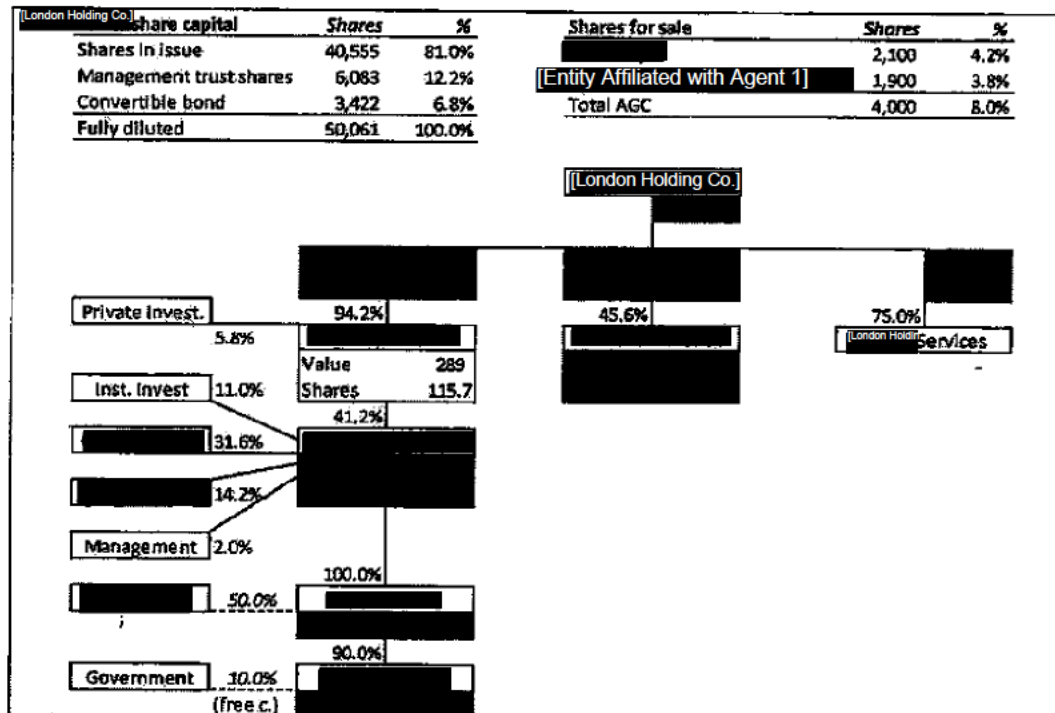 [London Holding Co.] share capital Shares %
Shares in issue 40,555 81.0%
Management trust shares 6,083 12.2%
Convertible bond 3,422 6.8%
Fully diluted 50,061 100.0%
Shares for sale Shares %
2,100 4.2%
[Entity Affiliated with Agent 1] 1,900 3.8%
Total AGC 4,000 8.0%
[London Holding Co.]
Private Invest. 94.2% 45.6% 75.0%
5.8%
[London Holdin Services
Value 289
Inst. Invest 11.0% Shares 115.7
41.2%
31.6%
14.2%
Management 2.0%
100.0%
50.0%
90.0%
Government 10.0%
(free c.)